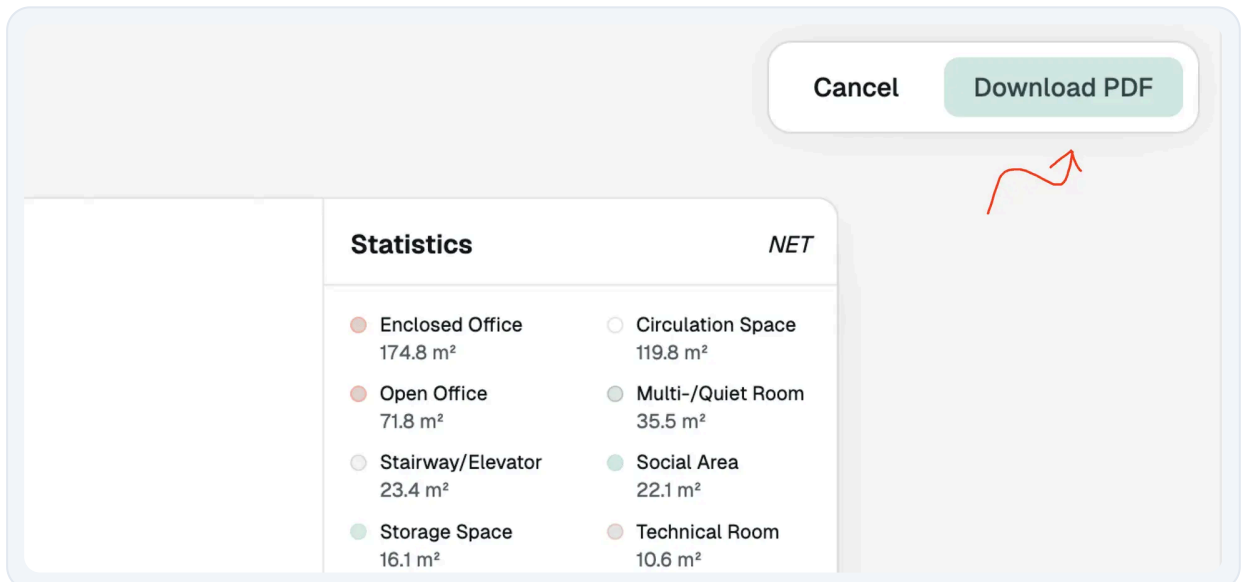 Cancel Download PDF
Statistics NET
Enclosed Office Circulation Space
174.8 m² 119.8 m²
Open Office Multi-/Quiet Room
71.8 m² 35.5 m²
Stairway/Elevator Social Area
23.4 m² 22.1 m²
Storage Space Technical Room
16.1 m² 10.6 m²